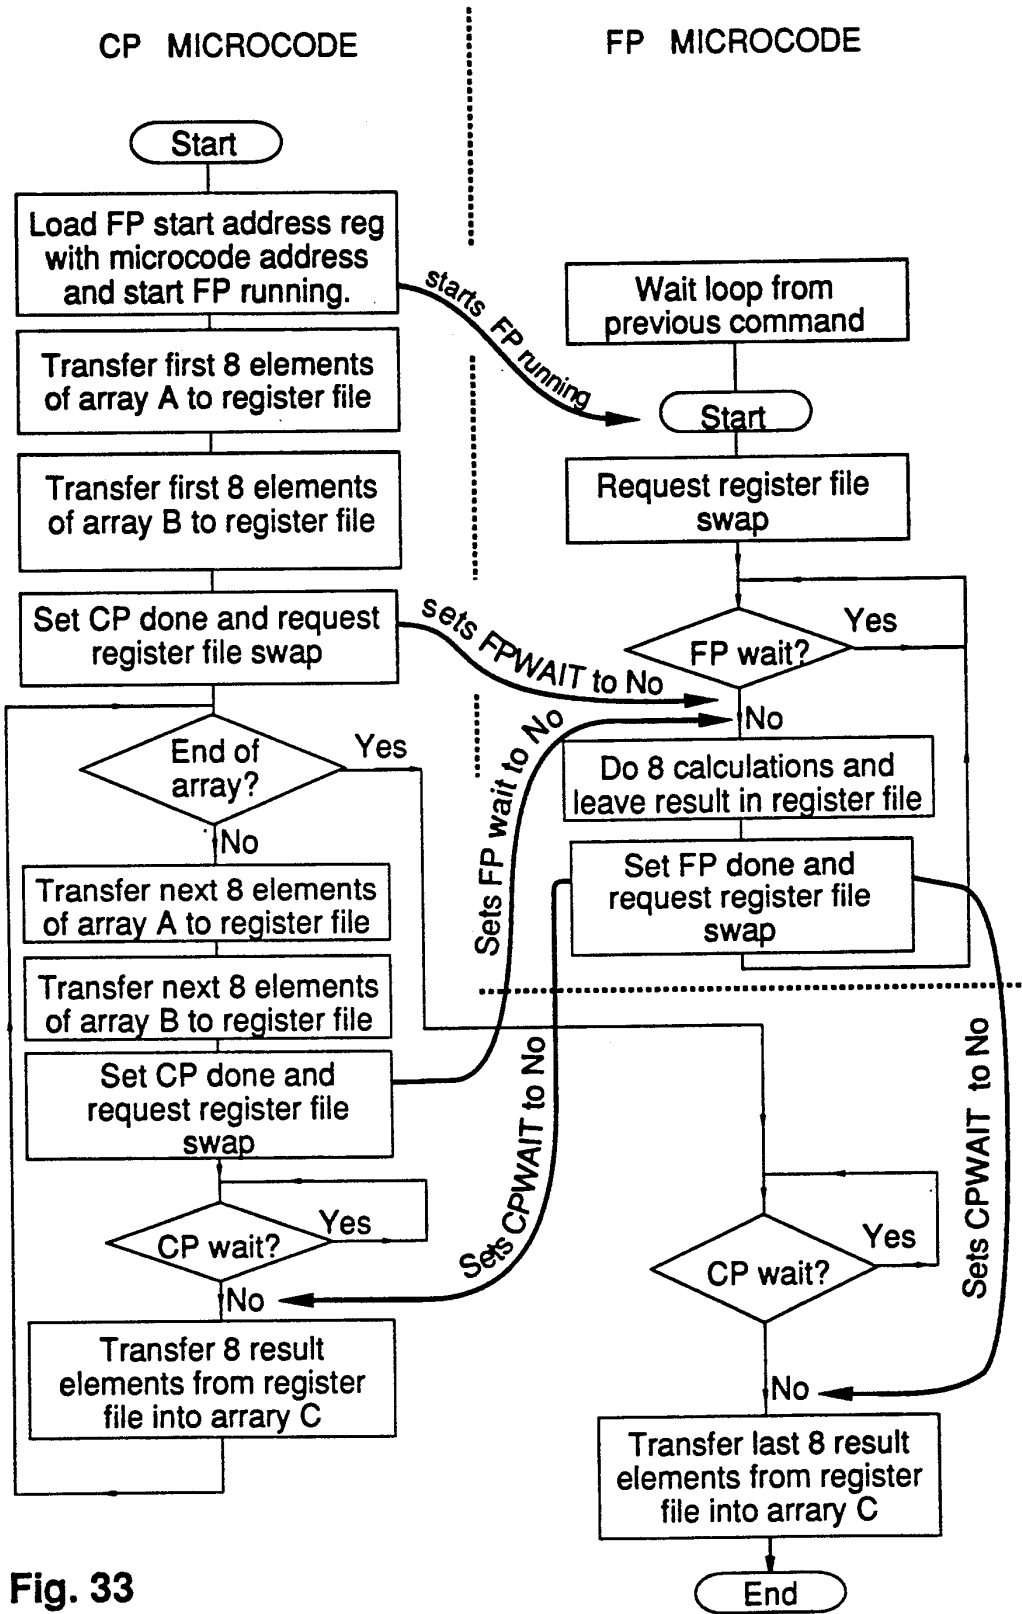 CP MICROCODE
Start
Load FP start address reg
with microcode address
and start FP running.
Transfer first 8 elements
of array A to register file
Transfer first 8 elements
of array B to register file
Set CP done and request
register file swap
End of
array?
Yes
No
Transfer next 8 elements
of array A to register file
Transfer next 8 elements
of array B to register file
Set CP done and
request register file
swap
CP wait?
Yes
No
Transfer 8 result
elements from register
file into arrary C
starts FP running
sets FPWAIT to No
Sets FP wait to No
Sets CPWAIT to No
FP MICROCODE
Wait loop from
previous command
Start
Request register file
swap
FP wait?
Yes
No
Do 8 calculations and
leave result in register file
Set FP done and
request register file
swap
Sets CPWAIT to No
CP wait?
Yes
No
Transfer last 8 result
elements from register
file into arrary C
End
Fig. 33